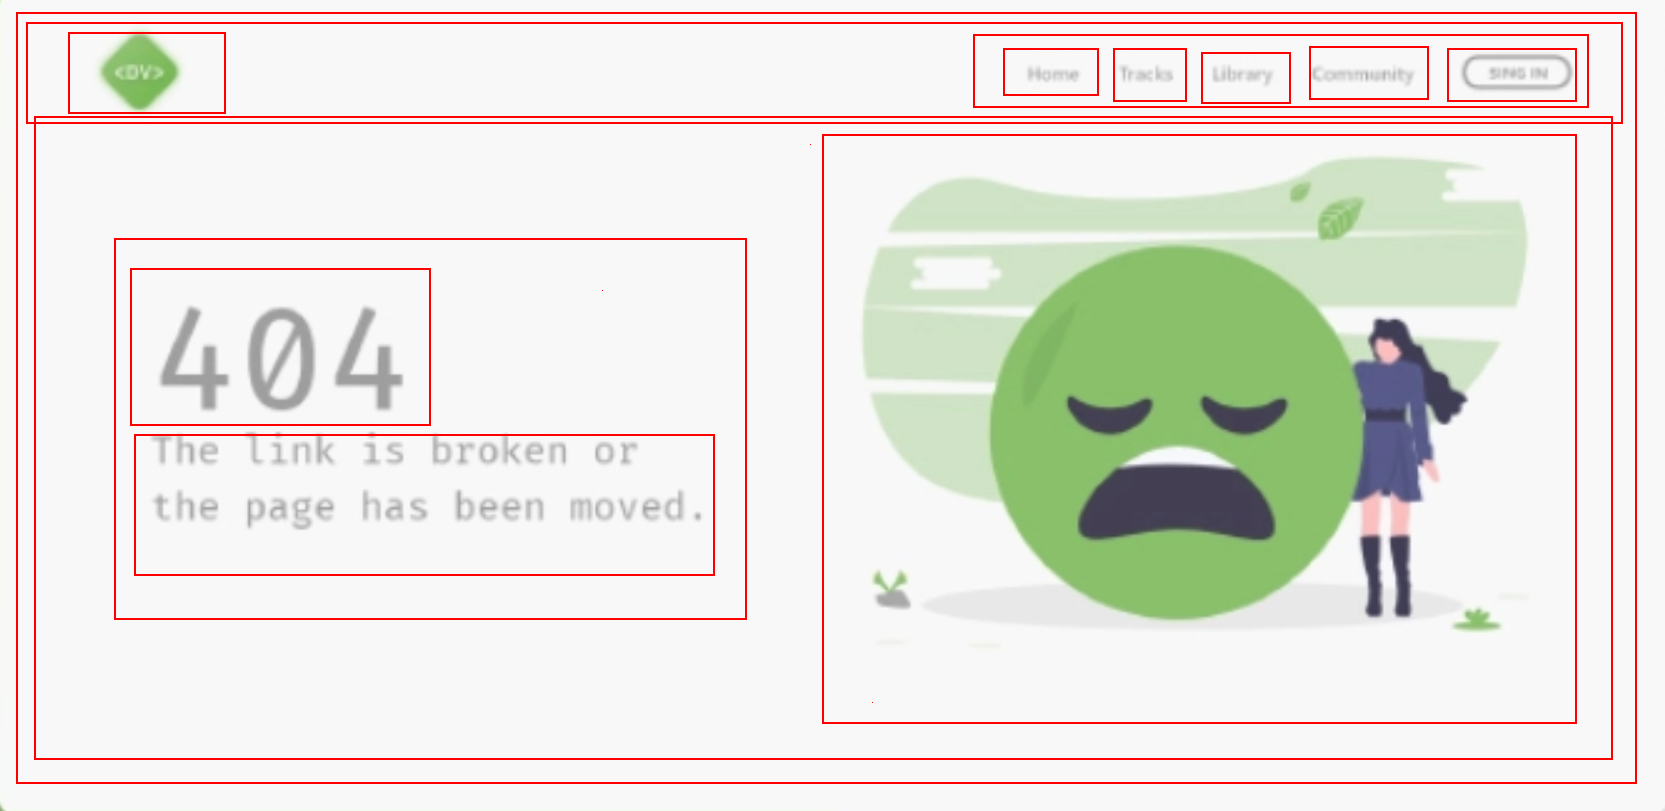 <DV>
Home
Tracks
Library
Community
SING IN
404
The link is broken or
the page has been moved.